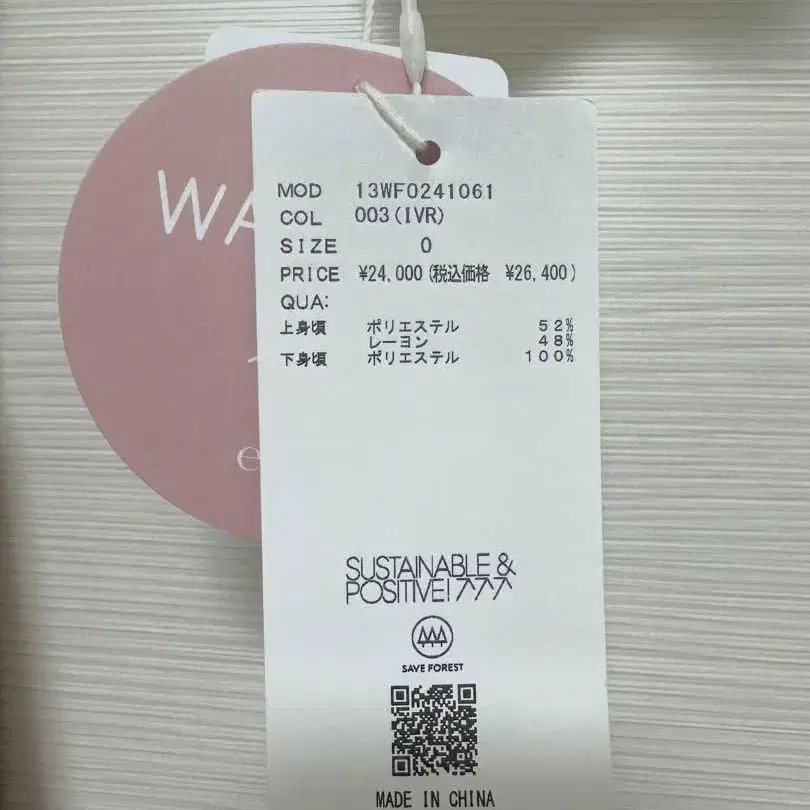 WA
e
MOD 13WF0241061
COL 003(IVR)
SIZE 0
PRICE ¥24,000(税込価格 ¥26,400)
QUA:
上身頃 ポリエステル 52%
レーヨン 48%
下身頃 ポリエステル 100%
SUSTAINABLE &
POSITIVE!
SAVE FOREST
MADE IN CHINA